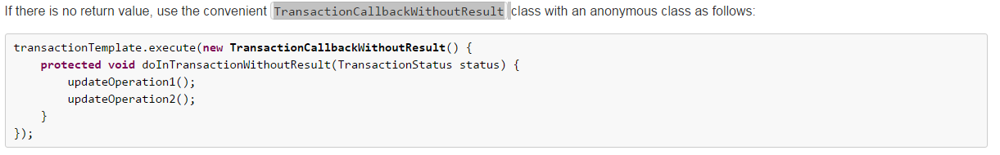 If there is no return value, use the convenient TransactionCallbackWithoutResult class with an anonymous class as follows:
transactionTemplate.execute(new TransactionCallbackWithoutResult() {
    protected void doInTransactionWithoutResult(TransactionStatus status) {
        updateOperation1();
        updateOperation2();
    }
});